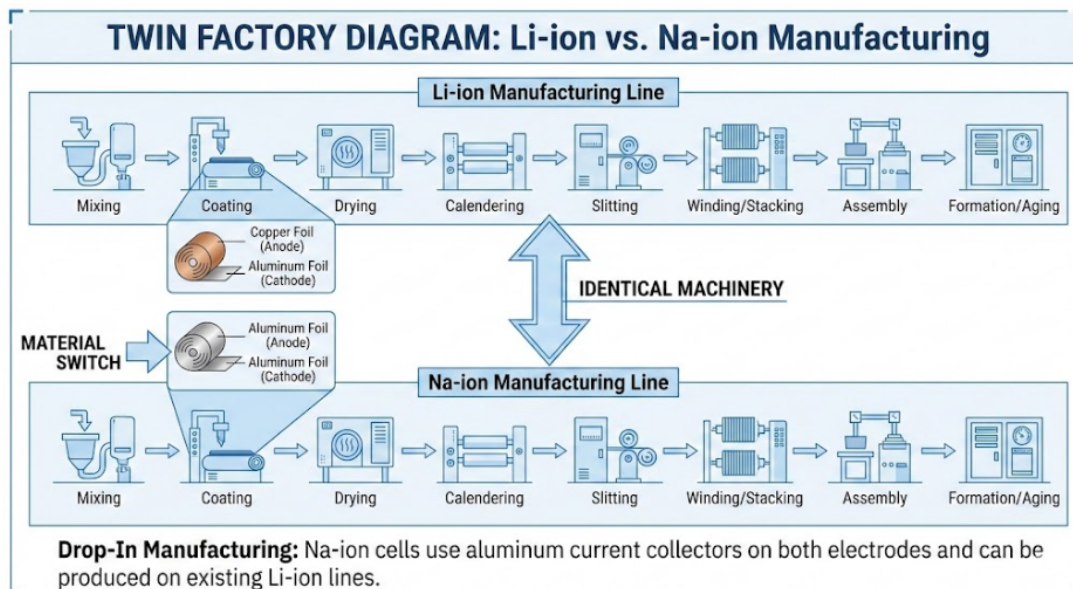 TWIN FACTORY DIAGRAM: Li-ion vs. Na-ion Manufacturing
Li-ion Manufacturing Line
Mixing
Coating
Drying
Calendering
Slitting
Winding/Stacking
Assembly
Formation/Aging
Copper Foil
(Anode)
Aluminum Foil
(Cathode)
IDENTICAL MACHINERY
MATERIAL
SWITCH
Aluminum Foil
(Anode)
Aluminum Foil
(Cathode)
Na-ion Manufacturing Line
Mixing
Coating
Drying
Calendering
Slitting
Winding/Stacking
Assembly
Formation/Aging
Drop-In Manufacturing: Na-ion cells use aluminum current collectors on both electrodes and can be
produced on existing Li-ion lines.